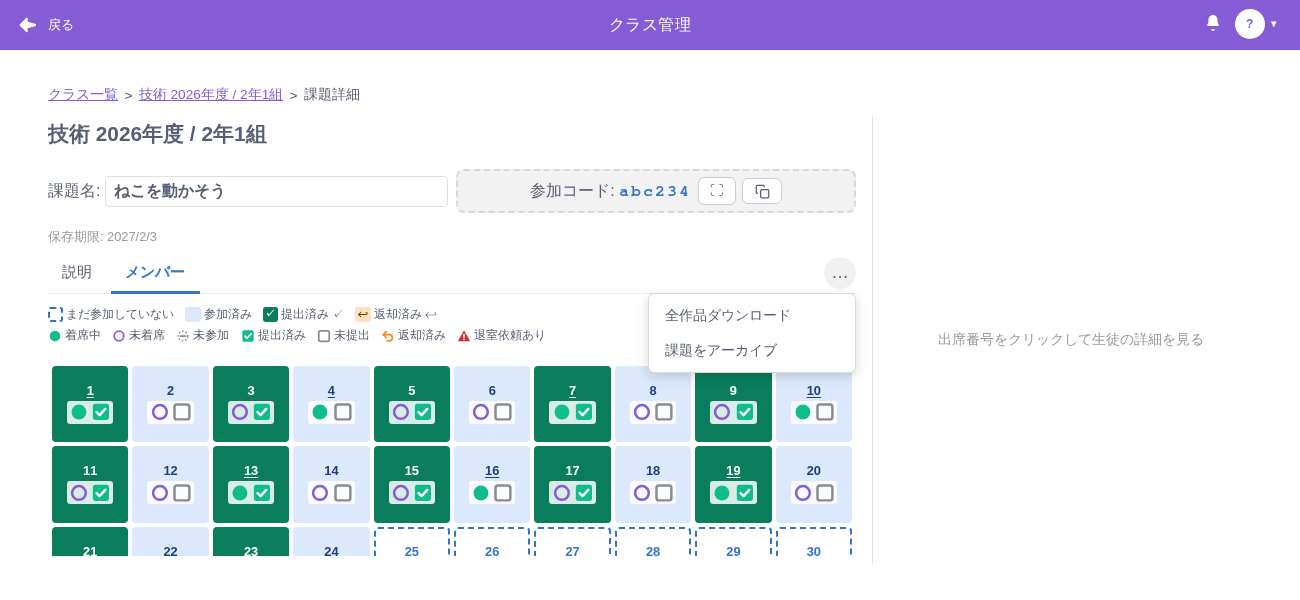 戻る
クラス管理
?
▼
クラス一覧 > 技術 2026年度 / 2年1組 > 課題詳細
技術 2026年度 / 2年1組
課題名: ねこを動かそう
参加コード: abc234
保存期限: 2027/2/3
説明
メンバー
…
全作品ダウンロード
課題をアーカイブ
まだ参加していない 参加済み 提出済み ✓ 返却済み ↩
着席中 未着席 未参加 提出済み 未提出 返却済み 退室依頼あり
出席番号をクリックして生徒の詳細を見る
1 2 3 4 5 6 7 8 9 10
11 12 13 14 15 16 17 18 19 20
21 22 23 24 25 26 27 28 29 30